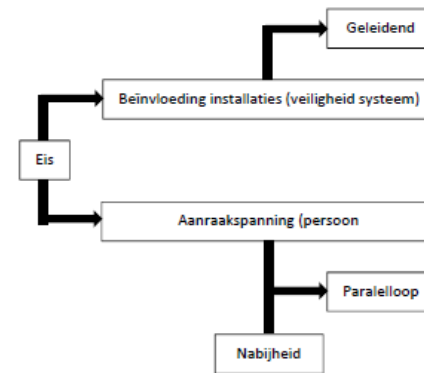 Geleidend
Beïnvloeding installaties (veiligheid systeem)
Eis
Aanraakspanning (persoon
Paralelloop
Nabijheid